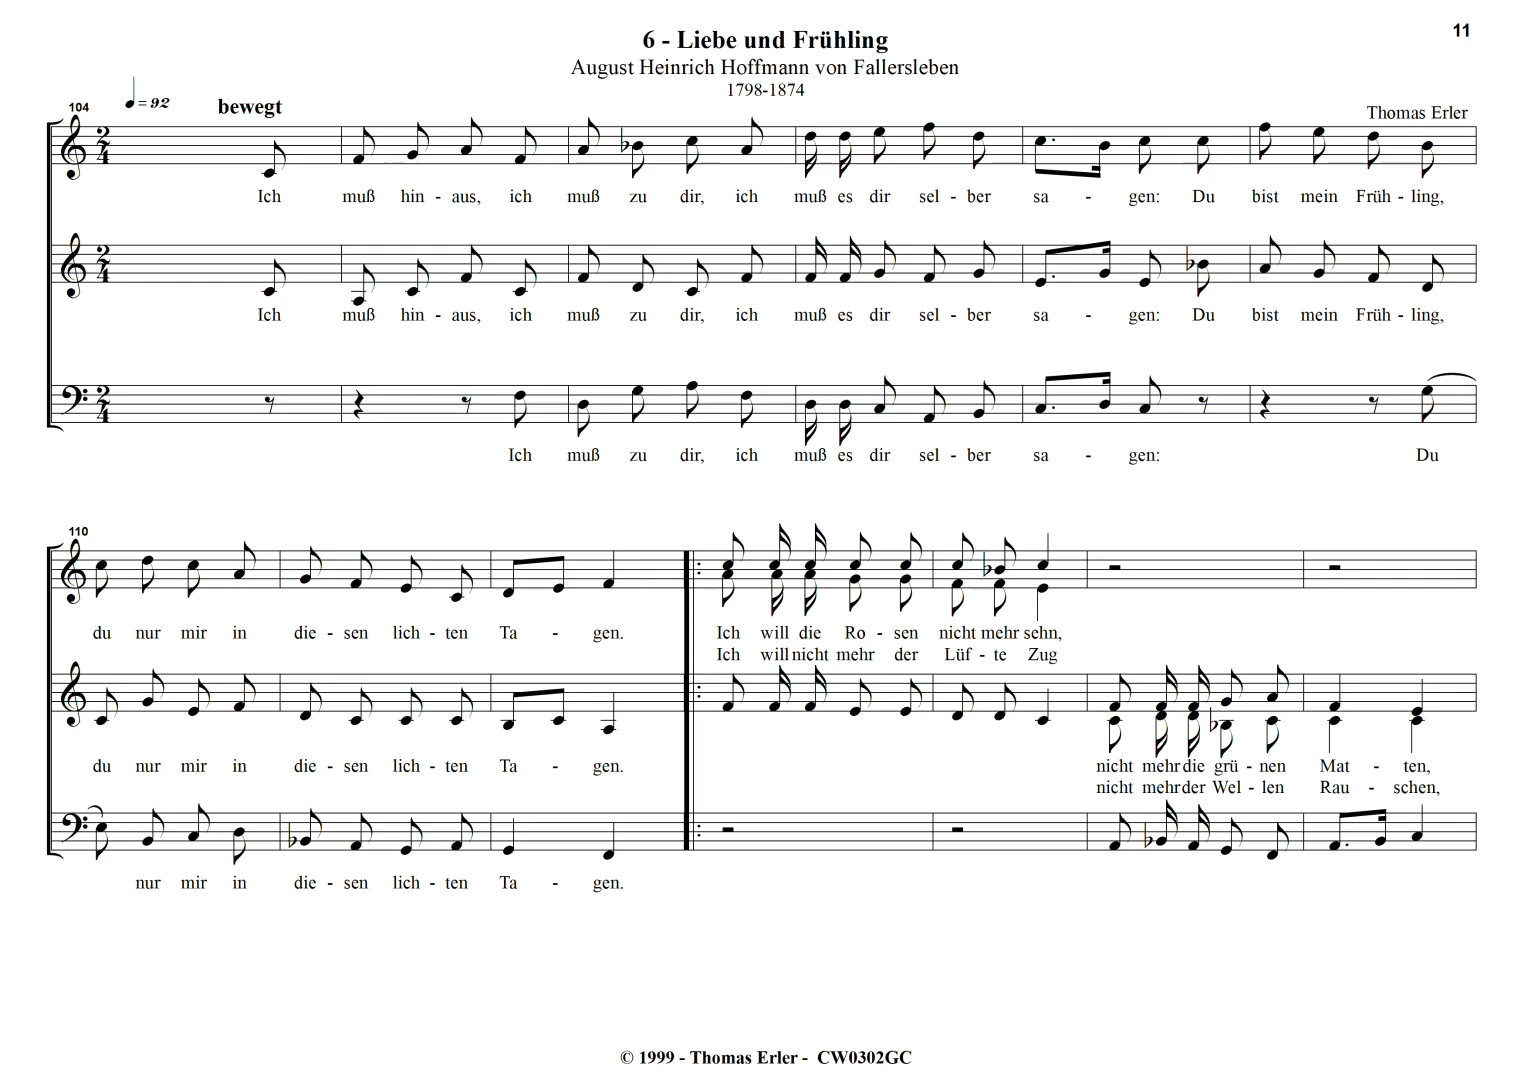 11
6 - Liebe und Frühling
August Heinrich Hoffmann von Fallersleben
1798-1874
104 = 92 bewegt
Thomas Erler
Ich muß hin - aus, ich muß zu dir, ich muß es dir sel - ber sa - gen: Du bist mein Früh - ling,
Ich muß hin - aus, ich muß zu dir, ich muß es dir sel - ber sa - gen: Du bist mein Früh - ling,
Ich muß zu dir, ich muß es dir sel - ber sa - gen: Du
110
du nur mir in die - sen lich - ten Ta - gen. Ich will die Ro - sen nicht mehr sehn,
Ich will nicht mehr der Lüf - te Zug
du nur mir in die - sen lich - ten Ta - gen. nicht mehr die grü - nen Mat - ten,
nicht mehr der Wel - len Rau - schen,
nur mir in die - sen lich - ten Ta - gen.
© 1999 - Thomas Erler - CW0302GC